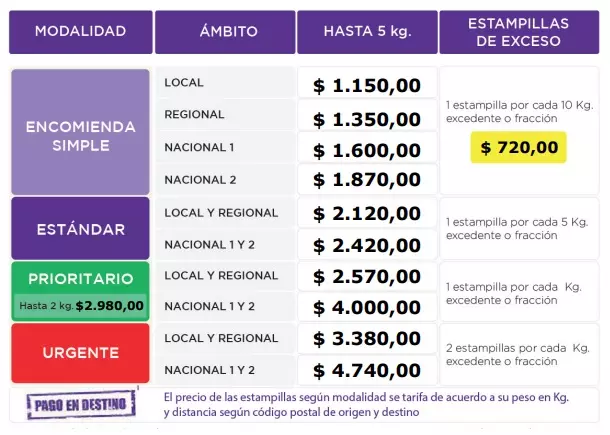 MODALIDAD ÁMBITO HASTA 5 kg. ESTAMPILLAS
DE EXCESO
ENCOMIENDA
SIMPLE
LOCAL $ 1.150,00
REGIONAL $ 1.350,00
NACIONAL 1 $ 1.600,00
NACIONAL 2 $ 1.870,00
1 estampilla por cada 10 Kg.
excedente o fracción
$ 720,00
ESTÁNDAR
LOCAL Y REGIONAL $ 2.120,00
NACIONAL 1 Y 2 $ 2.420,00
1 estampilla por cada 5 Kg.
excedente o fracción
PRIORITARIO
Hasta 2 kg. $2.980,00
LOCAL Y REGIONAL $ 2.570,00
NACIONAL 1 Y 2 $ 4.000,00
1 estampilla por cada Kg.
excedente o fracción
URGENTE
LOCAL Y REGIONAL $ 3.380,00
NACIONAL 1 Y 2 $ 4.740,00
2 estampillas por cada Kg.
excedente o fracción
PAGO EN DESTINO
El precio de las estampillas según modalidad se tarifa de acuerdo a su peso en Kg.
y distancia según código postal de origen y destino